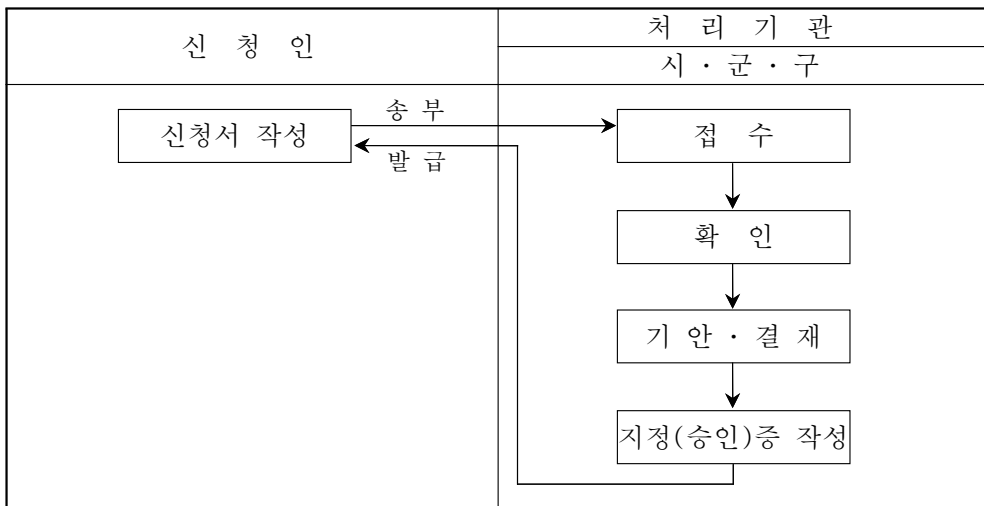 신 청 인
처 리 기 관
시 · 군 · 구
신청서 작성
송 부
발 급
접 수
확 인
기 안 · 결 재
지정(승인)증 작성